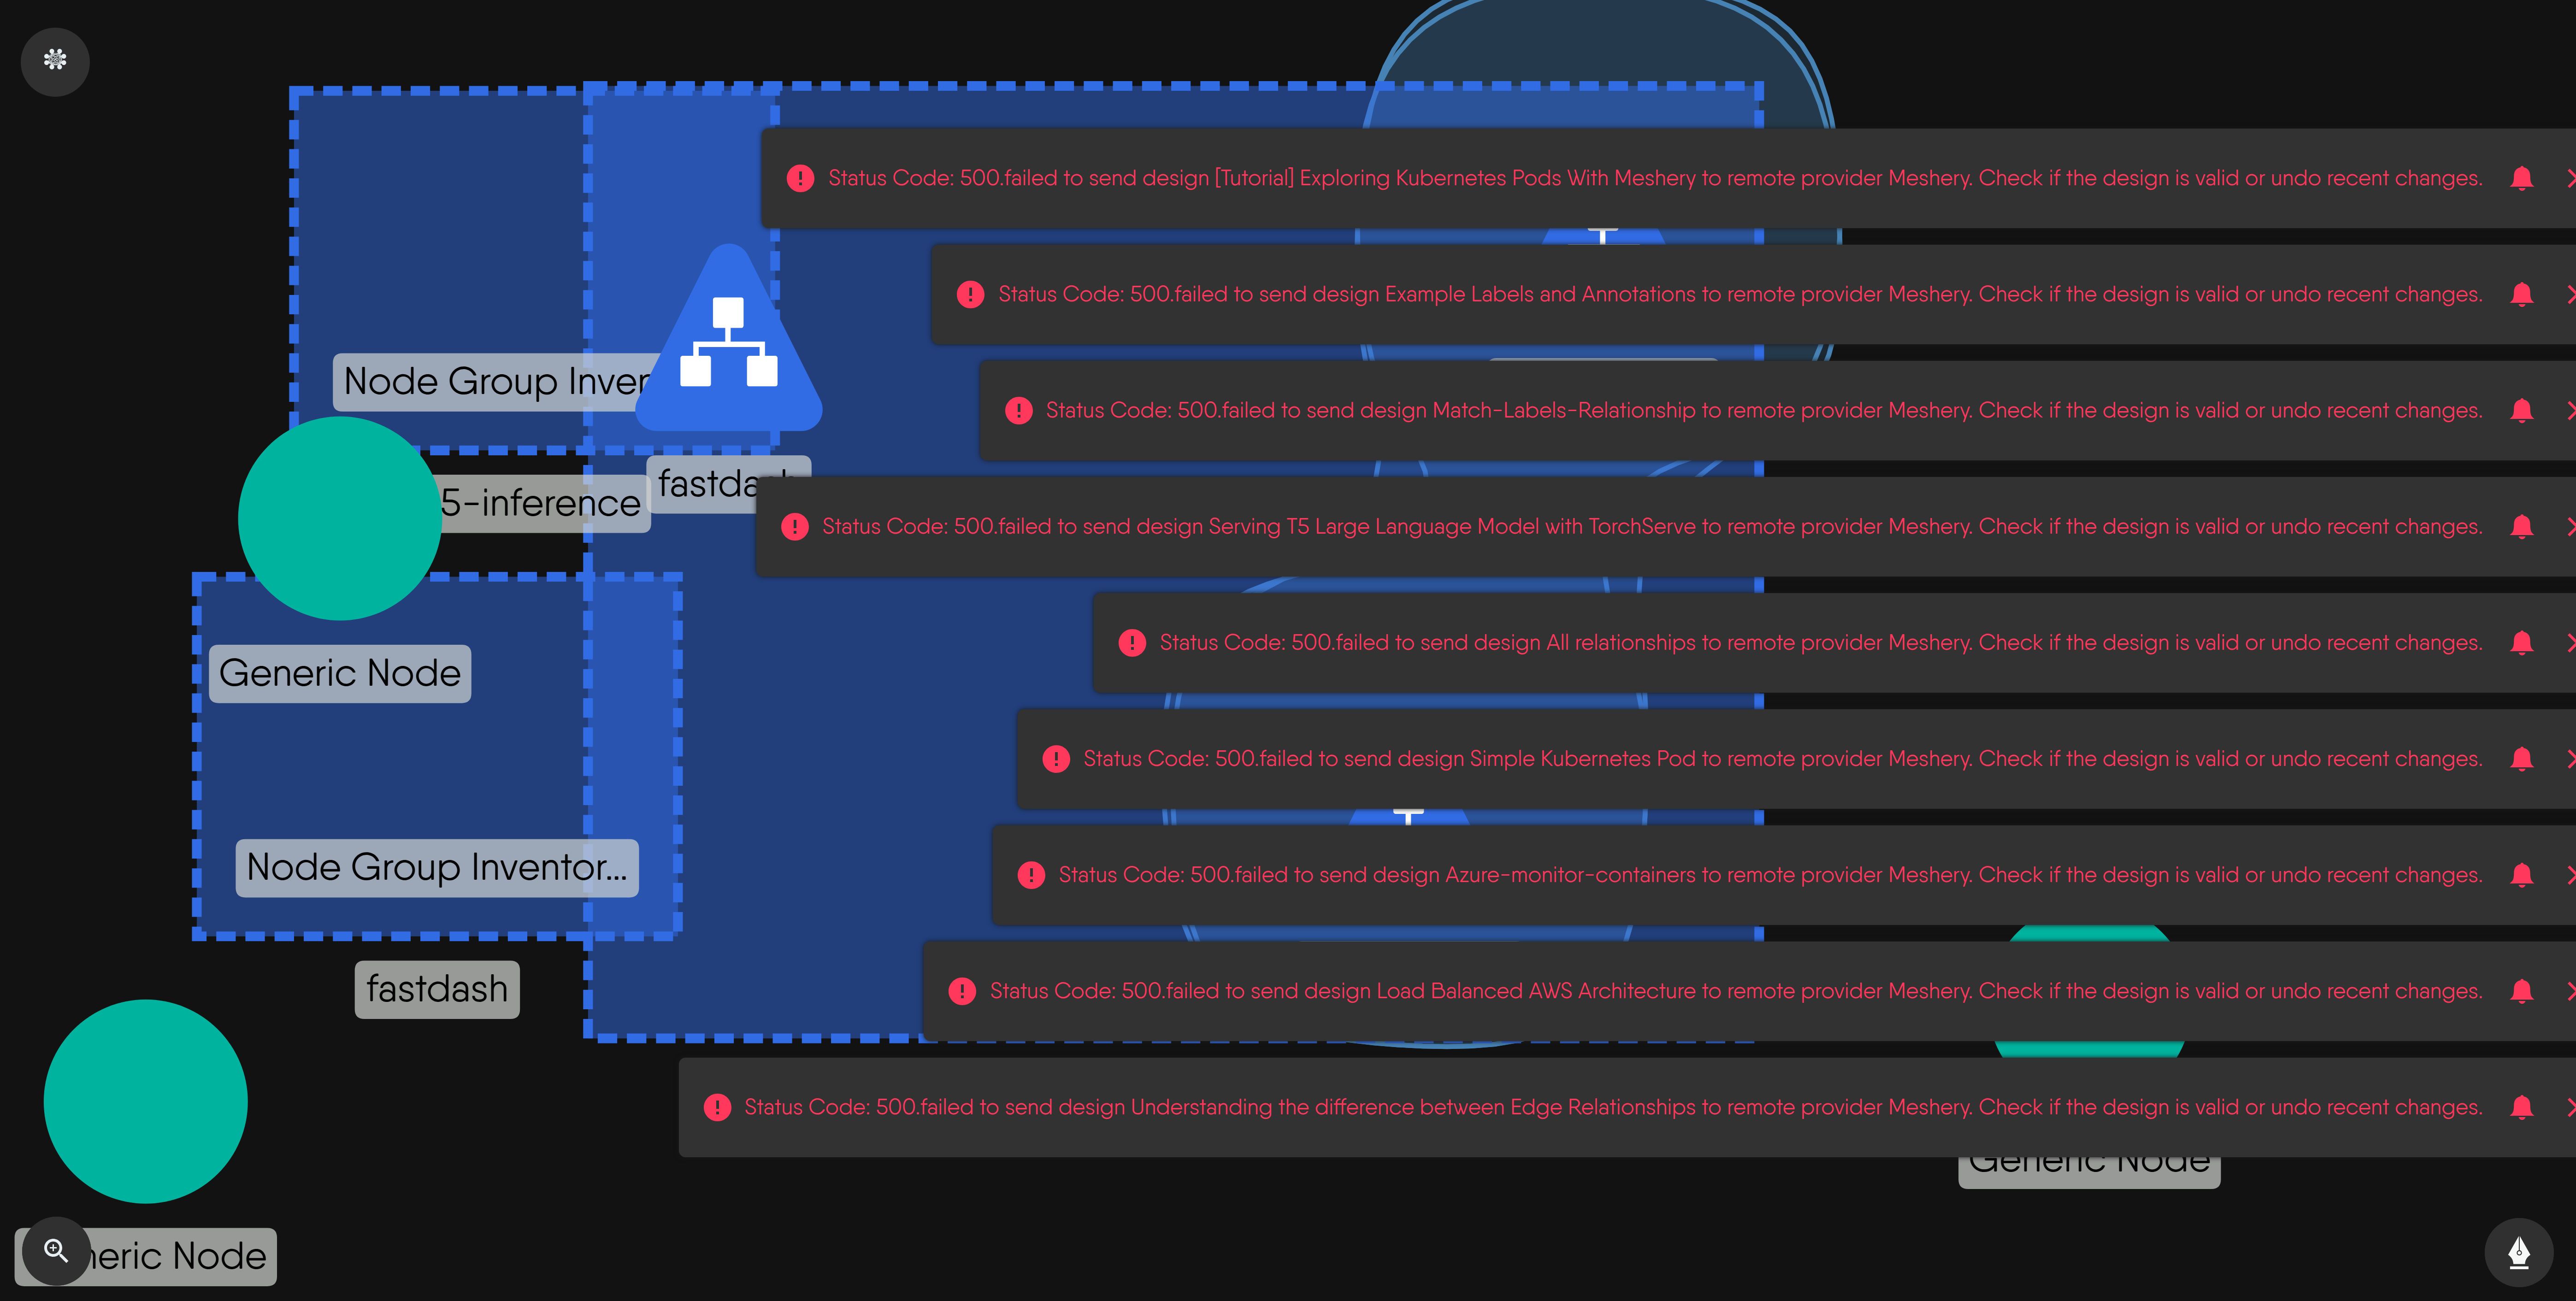 Status Code: 500.failed to send design [Tutorial] Exploring Kubernetes Pods With Meshery to remote provider Meshery. Check if the design is valid or undo recent changes.
Status Code: 500.failed to send design Example Labels and Annotations to remote provider Meshery. Check if the design is valid or undo recent changes.
Node Group Inven
Status Code: 500.failed to send design Match-Labels-Relationship to remote provider Meshery. Check if the design is valid or undo recent changes.
fastdash
5-inference
Status Code: 500.failed to send design Serving T5 Large Language Model with TorchServe to remote provider Meshery. Check if the design is valid or undo recent changes.
Status Code: 500.failed to send design All relationships to remote provider Meshery. Check if the design is valid or undo recent changes.
Generic Node
Status Code: 500.failed to send design Simple Kubernetes Pod to remote provider Meshery. Check if the design is valid or undo recent changes.
Node Group Inventor...
Status Code: 500.failed to send design Azure-monitor-containers to remote provider Meshery. Check if the design is valid or undo recent changes.
fastdash
Status Code: 500.failed to send design Load Balanced AWS Architecture to remote provider Meshery. Check if the design is valid or undo recent changes.
Status Code: 500.failed to send design Understanding the difference between Edge Relationships to remote provider Meshery. Check if the design is valid or undo recent changes.
Generic Node
neric Node